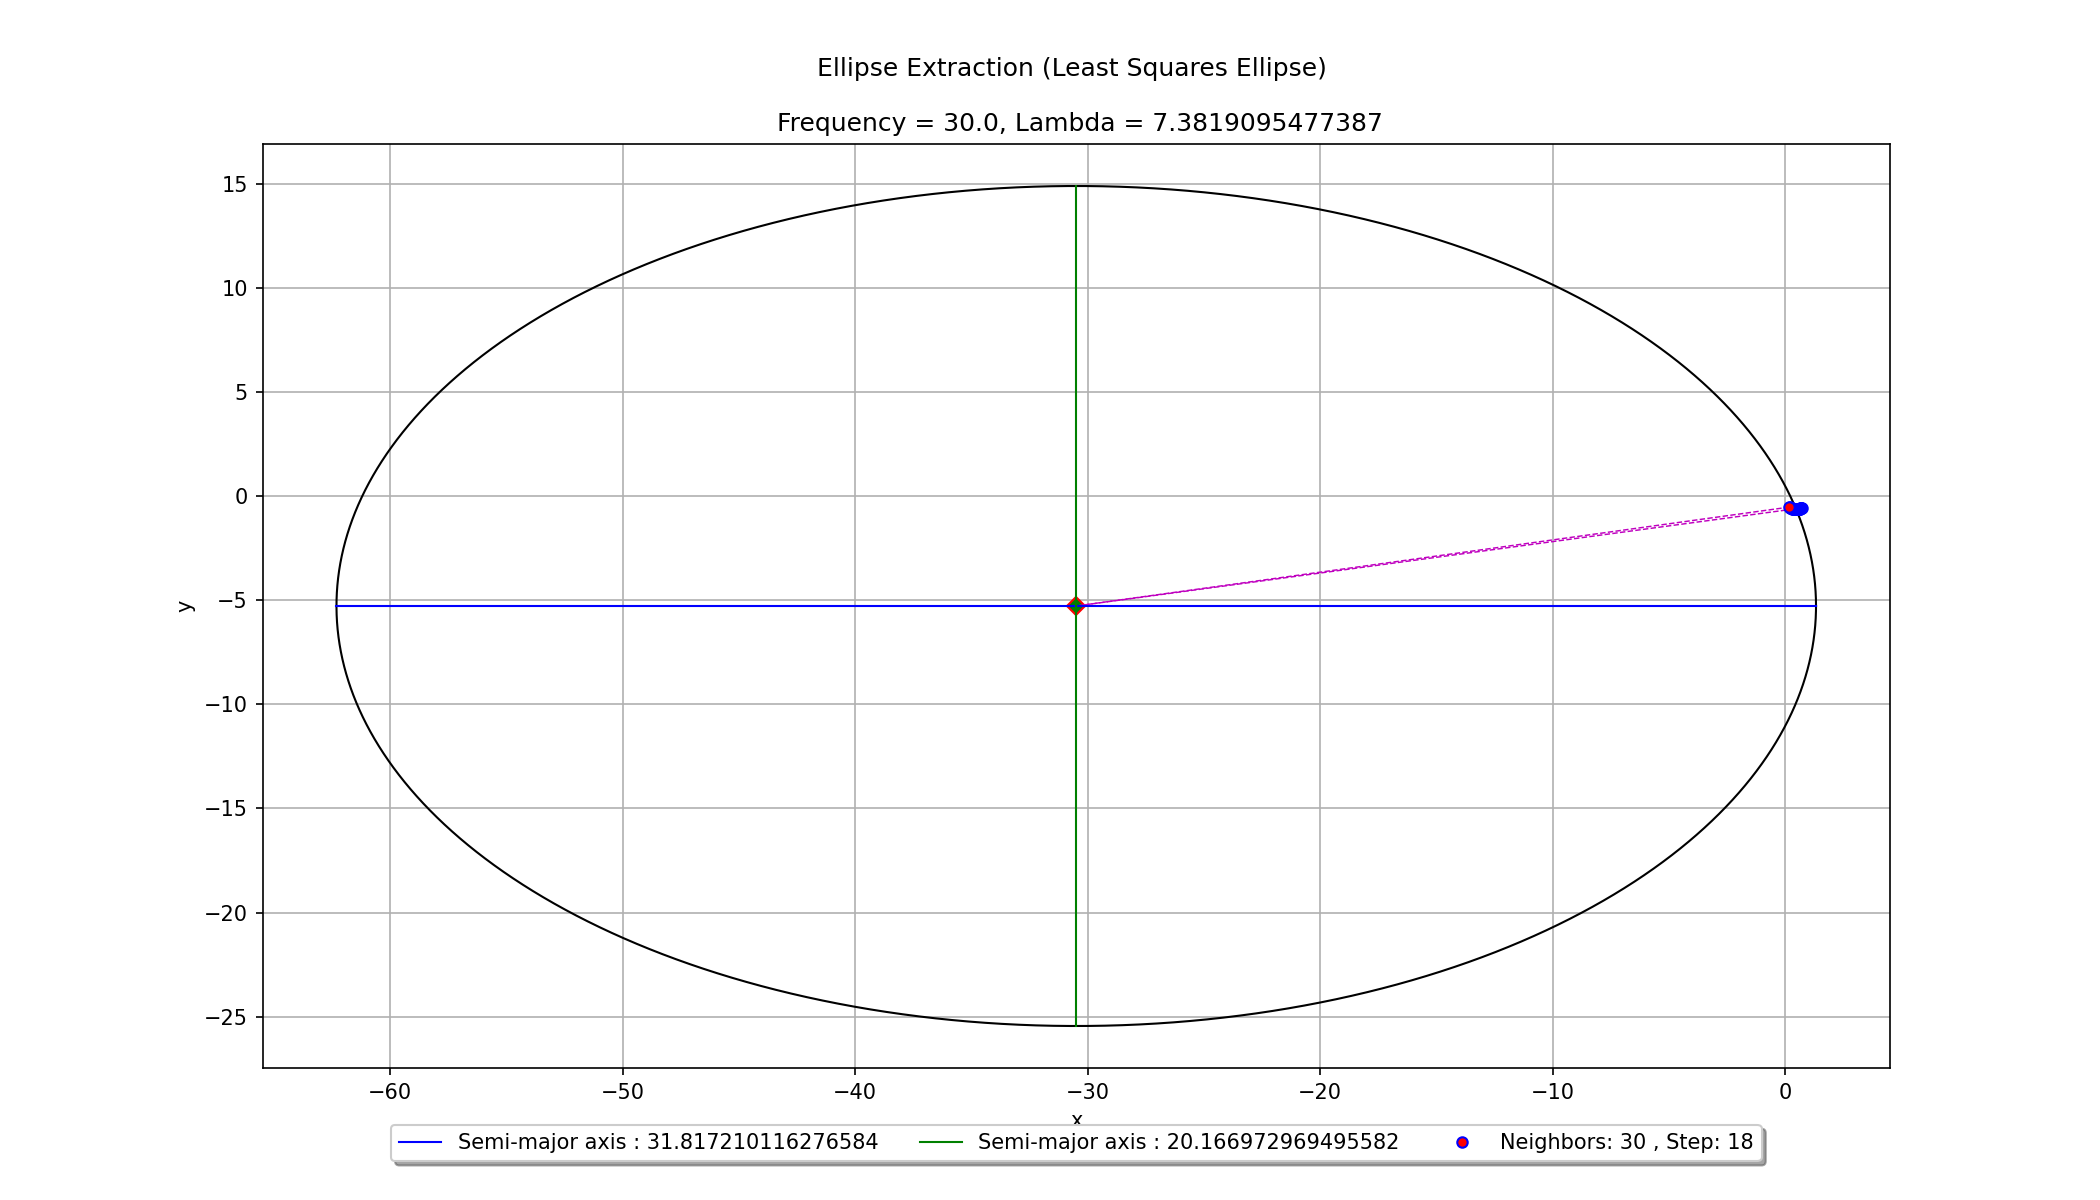 Ellipse Extraction (Least Squares Ellipse)
Frequency = 30.0, Lambda = 7.3819095477387
15
10
5
0
−5
−10
−15
−20
−25
y
−60 −50 −40 −30 −20 −10 0
x
Semi-major axis : 31.817210116276584 Semi-major axis : 20.166972969495582 Neighbors: 30 , Step: 18